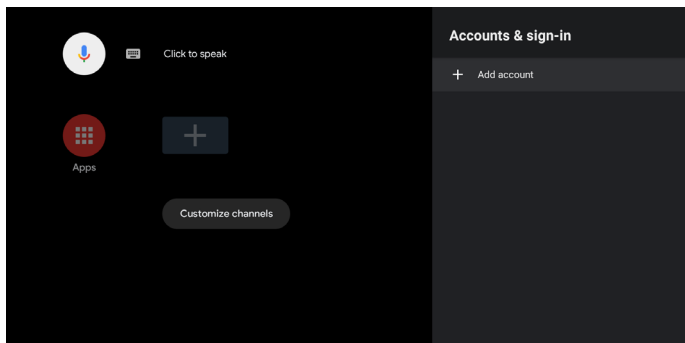 Click to speak
Apps
Customize channels
Accounts & sign-in
Add account